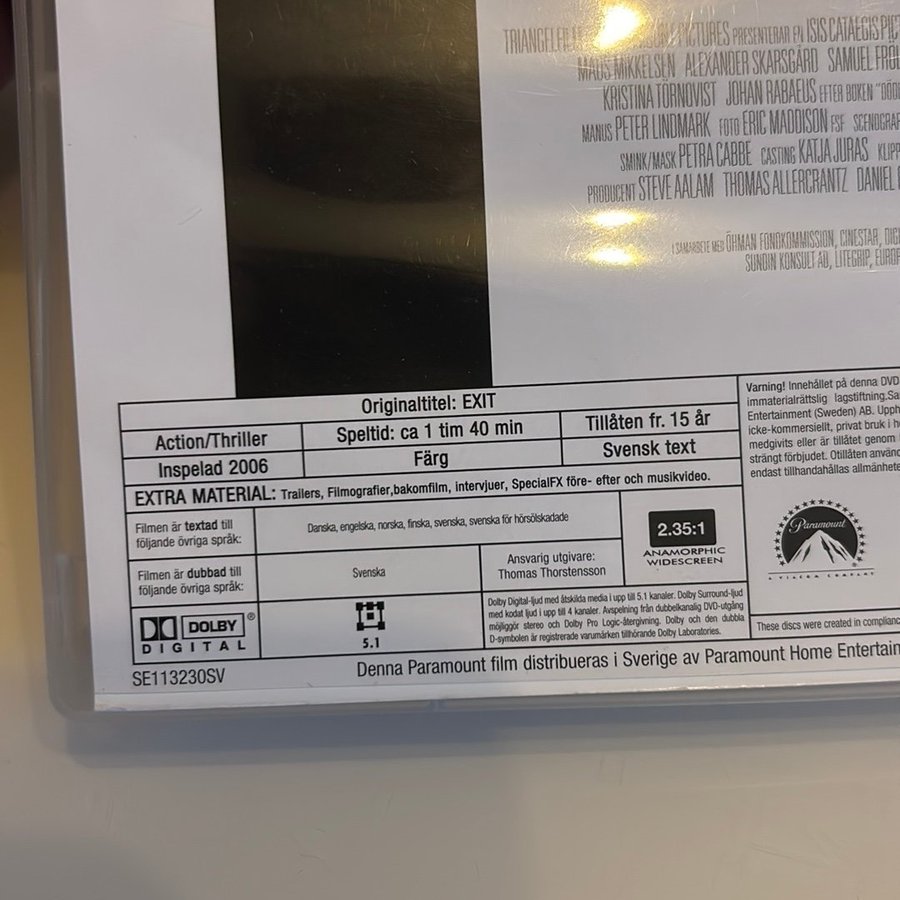 PICTURES PRESENTERAR EN ISIS CATAEGIS
MADS MIKKELSEN ALEXANDER SKARSGÅRD SAMUEL
KRISTINA TÖRNQVIST JOHAN RABAEUS EFTER BOKEN
MANUS PETER LINDMARK FOTO ERIC MADDISON FSF
SMINK/MASK PETRA CABBE CASTING KATJA JURAS
PRODUCENT STEVE AALAM THOMAS ALLERCRANTZ DANIEL
I SAMARBETE MED ÖHMAN FONDKOMMISSION, CINESTAR,
SUNDIN KONSULT AB, LITEGRIP,
Originaltitel: EXIT
Action/Thriller
Speltid: ca 1 tim 40 min
Tillåten fr. 15 år
Inspelad 2006
Färg
Svensk text
EXTRA MATERIAL: Trailers, Filmografier,bakomfilm, intervjuer, SpecialFX före- efter och musikvideo.
Filmen är textad till
följande övriga språk:
Danska, engelska, norska, finska, svenska, svenska för hörsölkadade
Filmen är dubbad till
följande övriga språk:
Svenska
Ansvarig utgivare:
Thomas Thorstensson
2.35:1
ANAMORPHIC
WIDESCREEN
DOLBY ®
DIGITAL
5.1
Dolby Digital-ljud med åtskilda media i upp till 5.1 kanaler. Dolby Surround-ljud
med kodat ljud i upp till 4 kanaler. Avspelning från dubbelkanalig DVD-utgång
möjliggör stereo och Dolby Pro Logic-återgivning. Dolby och den dubbla
D-symbolen är registrerade varumärken tillhörande Dolby Laboratories.
Varning! Innehållet på denna DVD
immaterialrättslig lagstiftning.
Entertainment (Sweden) AB.
icke-kommersiellt, privat bruk i
medgivits eller är tillåtet genom
strängt förbjudet. Otillåten
endast tillhandahållas
Paramount
A VIACOM COMPANY
These discs were created in
SE113230SV
Denna Paramount film distribueras i Sverige av Paramount Home